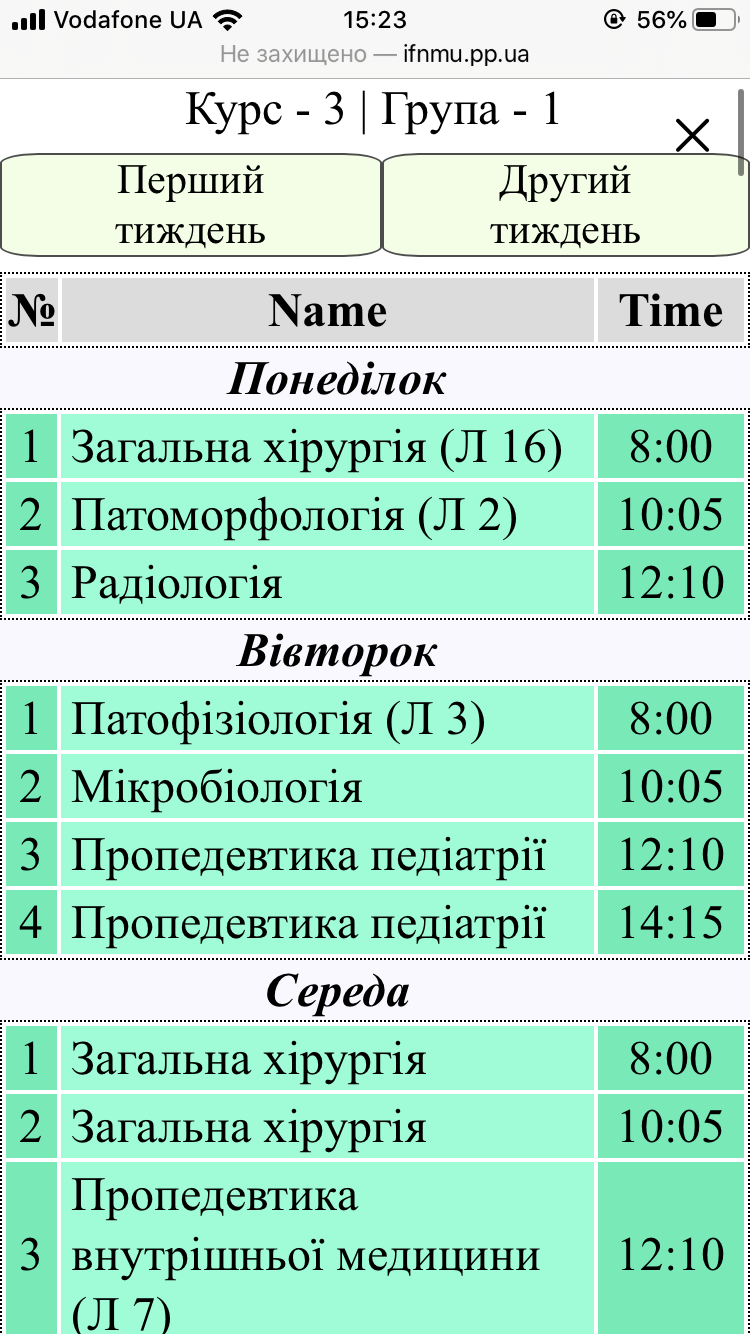 Vodafone UA 15:23 56%
Не захищено — ifnmu.pp.ua
Курс - 3 | Група - 1
Перший тиждень
Другий тиждень
№ Name Time
Понеділок
1 Загальна хірургія (Л 16) 8:00
2 Патоморфологія (Л 2) 10:05
3 Радіологія 12:10
Вівторок
1 Патофізіологія (Л 3) 8:00
2 Мікробіологія 10:05
3 Пропедевтика педіатрії 12:10
4 Пропедевтика педіатрії 14:15
Середа
1 Загальна хірургія 8:00
2 Загальна хірургія 10:05
3 Пропедевтика
внутрішньої медицини 12:10
(Л 7)